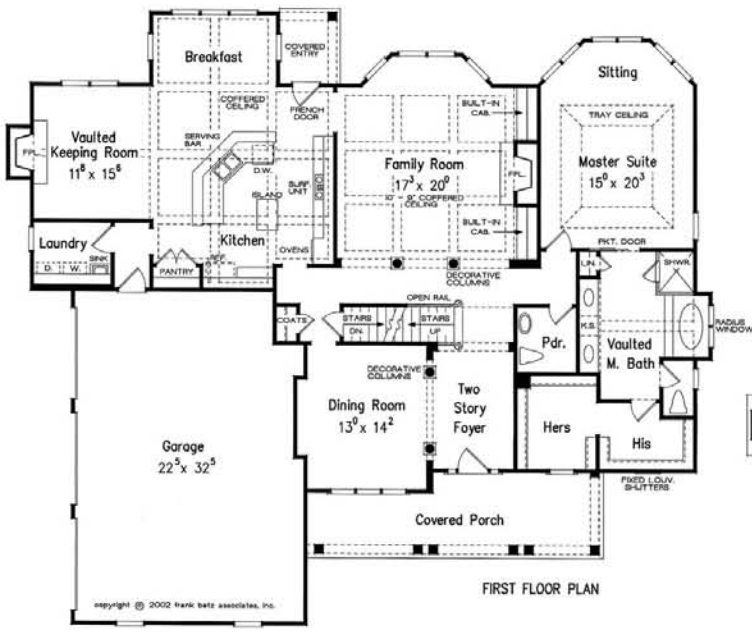 Breakfast
COVERED
ENTRY
Sitting
COFFERED
CEILING
FRENCH
DOOR
BUILT-IN
CAB.
TRAY CEILING
Vaulted
Keeping Room
11⁸ x 15⁶
FPL.
SERVING
BAR
D.W.
ISLAND
SURF.
UNIT
Family Room
17³ x 20⁰
10'-9" COFFERED
CEILING
FPL.
Master Suite
15⁰ x 20³
BUILT-IN
CAB.
Laundry
SINK
D.
W.
PANTRY
REF.
Kitchen
OVENS
DECORATIVE
COLUMNS
PKT. DOOR
LIN.
SHWR.
OPEN RAIL
COATS
STAIRS
DN.
STAIRS
UP
Pdr.
K.S.
RADIUS
WINDOW
Vaulted
M. Bath
DECORATIVE
COLUMNS
Dining Room
13⁰ x 14²
Two
Story
Foyer
Hers
His
Garage
22⁵ x 32⁵
FIXED LOUV.
SHUTTERS
Covered Porch
FIRST FLOOR PLAN
copyright © 2002 frank betz associates, inc.